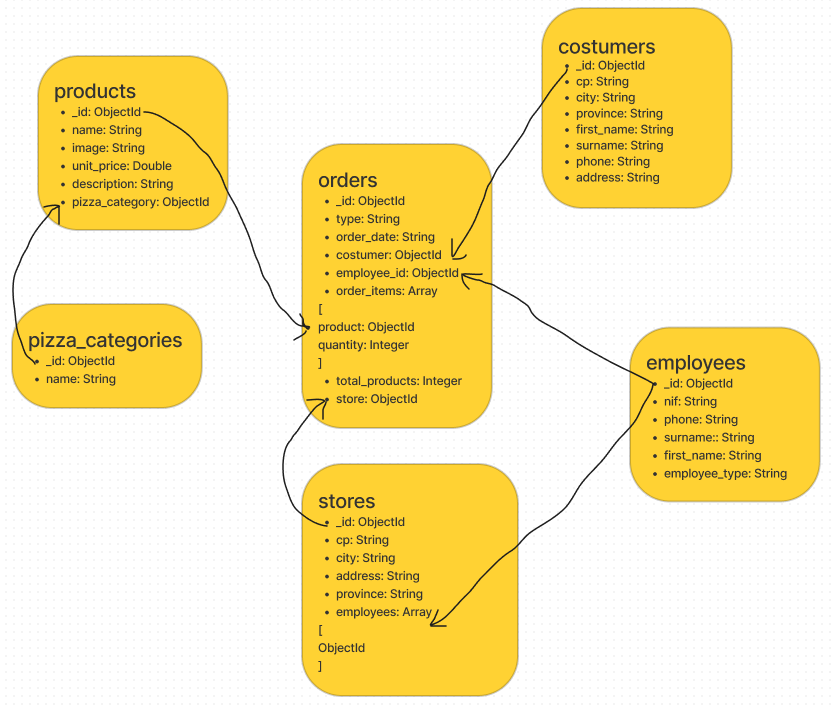 costumers
_id: ObjectId
cp: String
city: String
province: String
first_name: String
surname: String
phone: String
address: String
products
_id: ObjectId
name: String
image: String
unit_price: Double
description: String
pizza_category: ObjectId
orders
_id: ObjectId
type: String
order_date: String
costumer: ObjectId
employee_id: ObjectId
order_items: Array
[
product: ObjectId
quantity: Integer
]
total_products: Integer
store: ObjectId
pizza_categories
_id: ObjectId
name: String
employees
_id: ObjectId
nif: String
phone: String
surname:: String
first_name: String
employee_type: String
stores
_id: ObjectId
cp: String
city: String
address: String
province: String
employees: Array
[
ObjectId
]